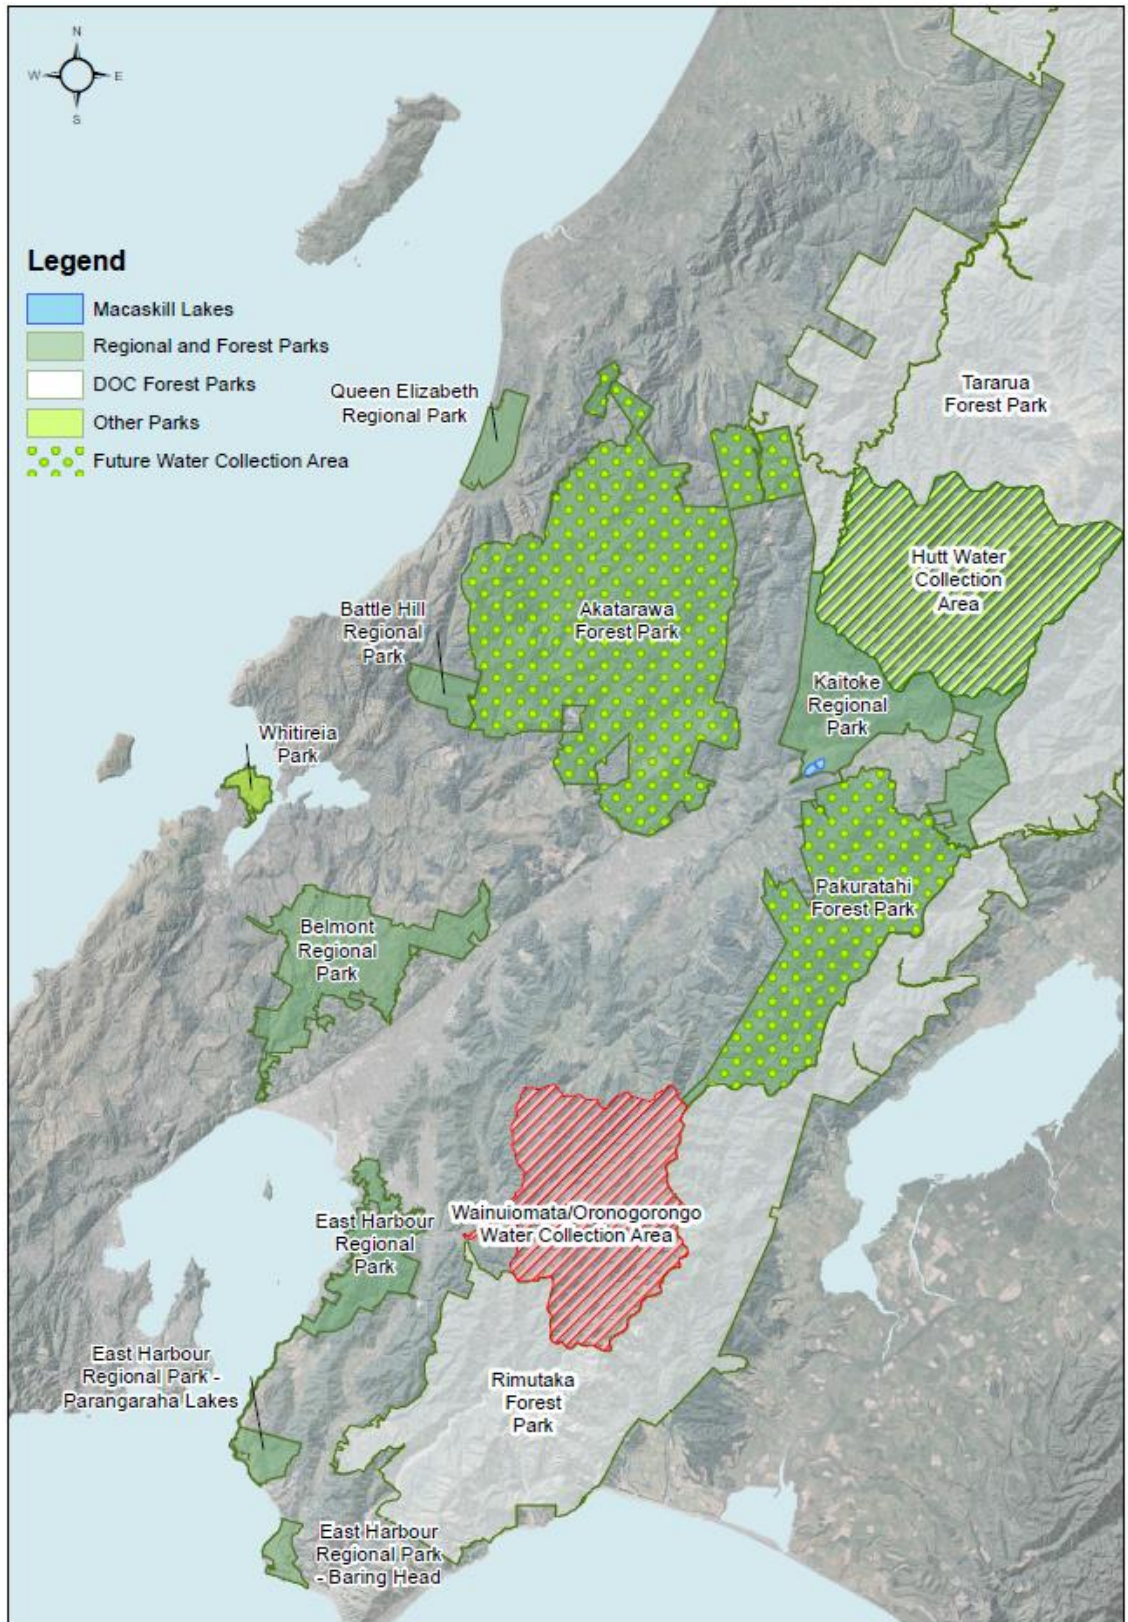 N
W
E
S
Legend
Macaskill Lakes
Regional and Forest Parks
DOC Forest Parks
Other Parks
Future Water Collection Area
Queen Elizabeth
Regional Park
Tararua
Forest Park
Hutt Water
Collection
Area
Battle Hill
Regional
Park
Akatarawa
Forest Park
Kaitoke
Regional
Park
Whitireia
Park
Pakuratahi
Forest Park
Belmont
Regional
Park
Wainuiomata/Oronogorongo
Water Collection Area
East Harbour
Regional
Park
East Harbour
Regional Park -
Parangaraha Lakes
Rimutaka
Forest
Park
East Harbour
Regional Park
- Baring Head